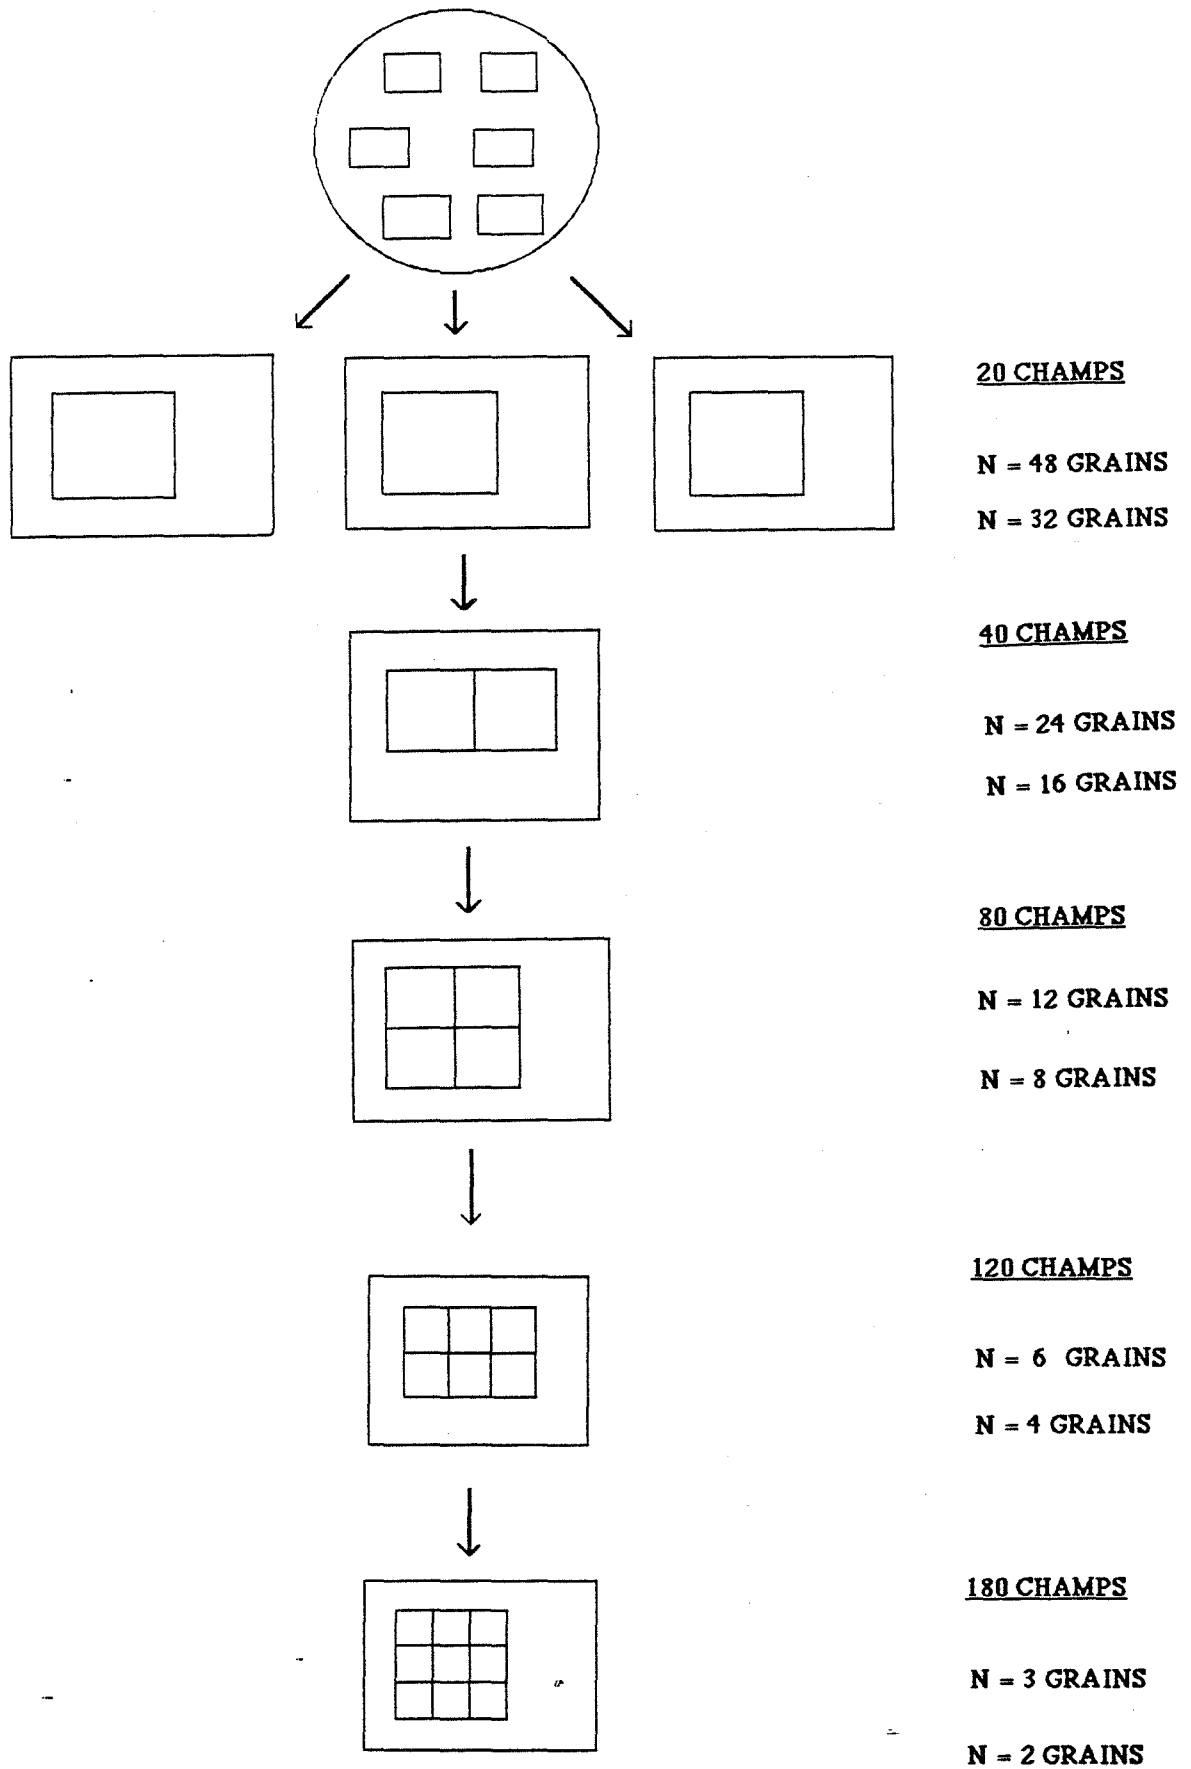 20 CHAMPS
N = 48 GRAINS
N = 32 GRAINS
40 CHAMPS
N = 24 GRAINS
N = 16 GRAINS
80 CHAMPS
N = 12 GRAINS
N = 8 GRAINS
120 CHAMPS
N = 6 GRAINS
N = 4 GRAINS
180 CHAMPS
N = 3 GRAINS
N = 2 GRAINS